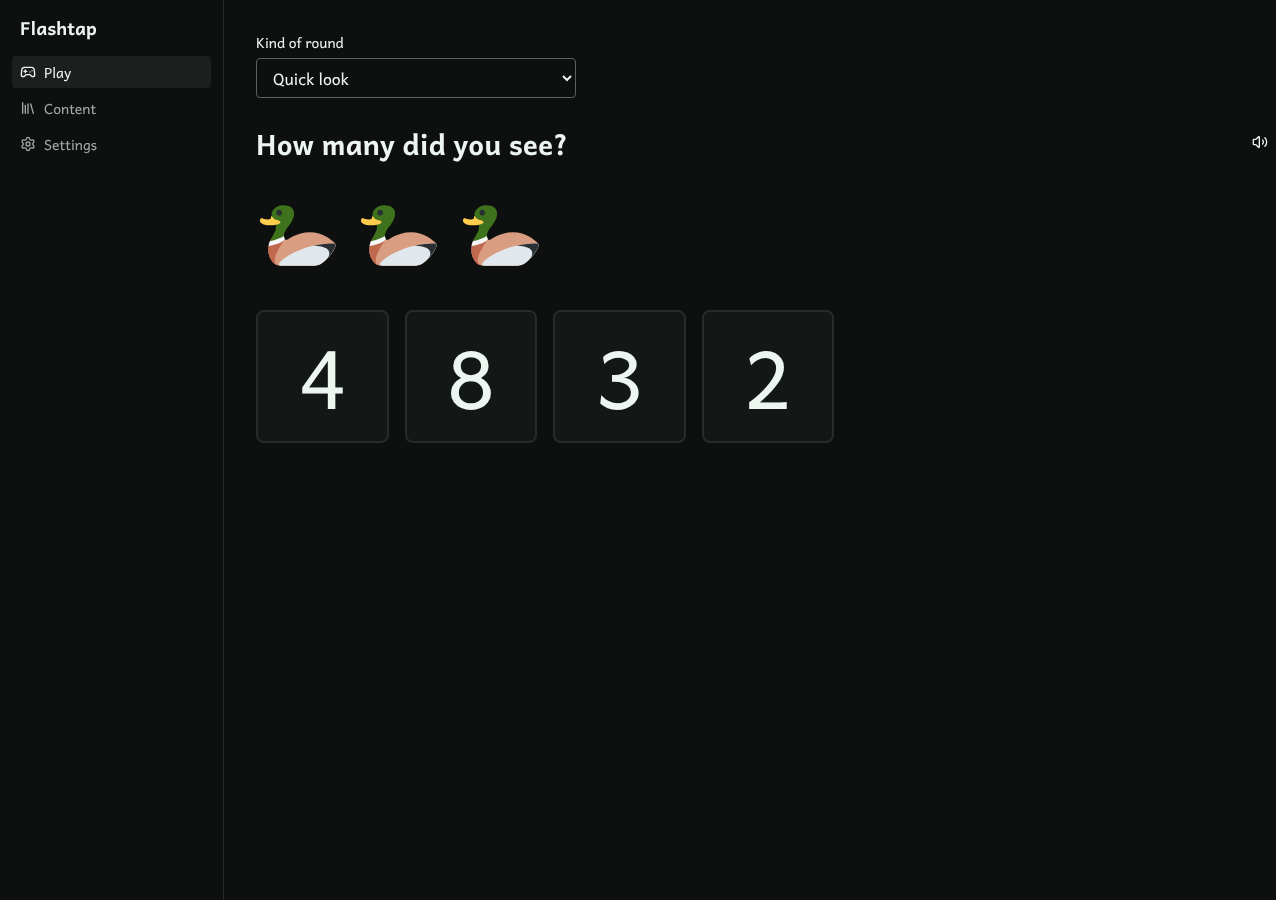 Flashtap
Play
Content
Settings
Kind of round
Quick look
How many did you see?
4 8 3 2